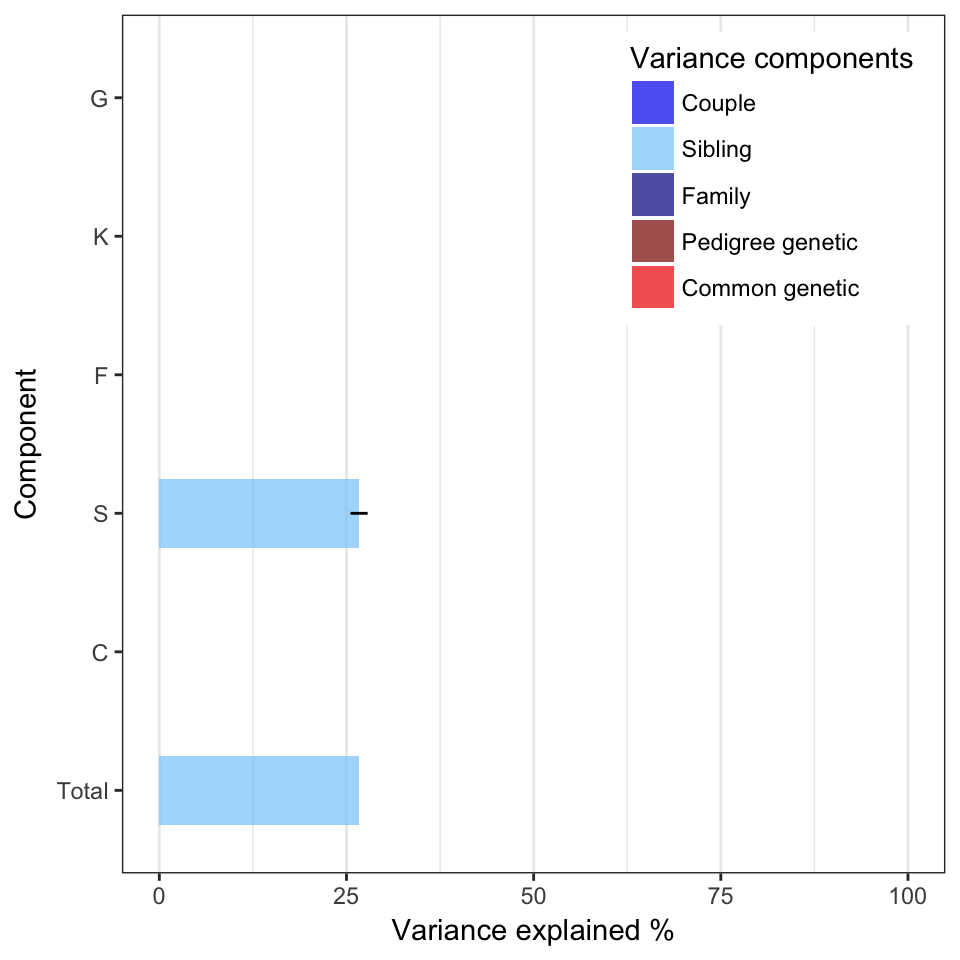 Variance components
Couple
Sibling
Family
Pedigree genetic
Common genetic
Component
G
K
F
S
C
Total
0 25 50 75 100
Variance explained %